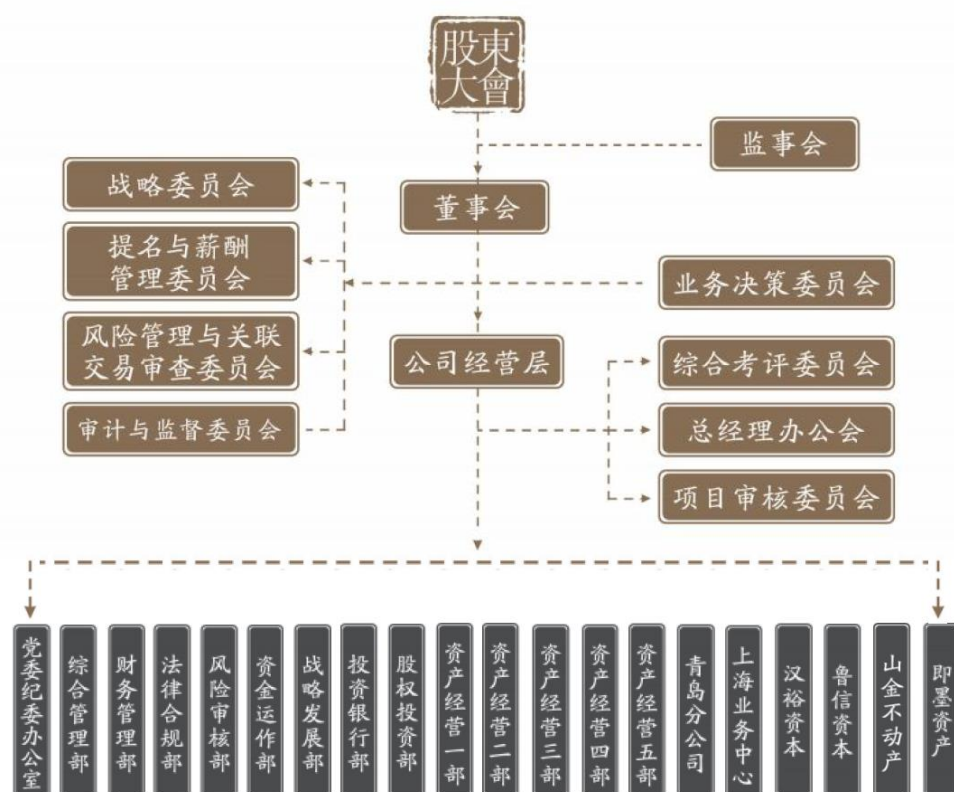 股東
大會
监事会
战略委员会
董事会
提名与薪酬
管理委员会
业务决策委员会
风险管理与关联
交易审查委员会
公司经营层
综合考评委员会
审计与监督委员会
总经理办公会
项目审核委员会
党委纪委办公室
综合管理部
财务管理部
法律合规部
风险审核部
资金运作部
战略发展部
投资银行部
股权投资部
资产经营一部
资产经营二部
资产经营三部
资产经营四部
资产经营五部
青岛分公司
上海业务中心
汉裕资本
鲁信资本
山金不动产
即墨资产